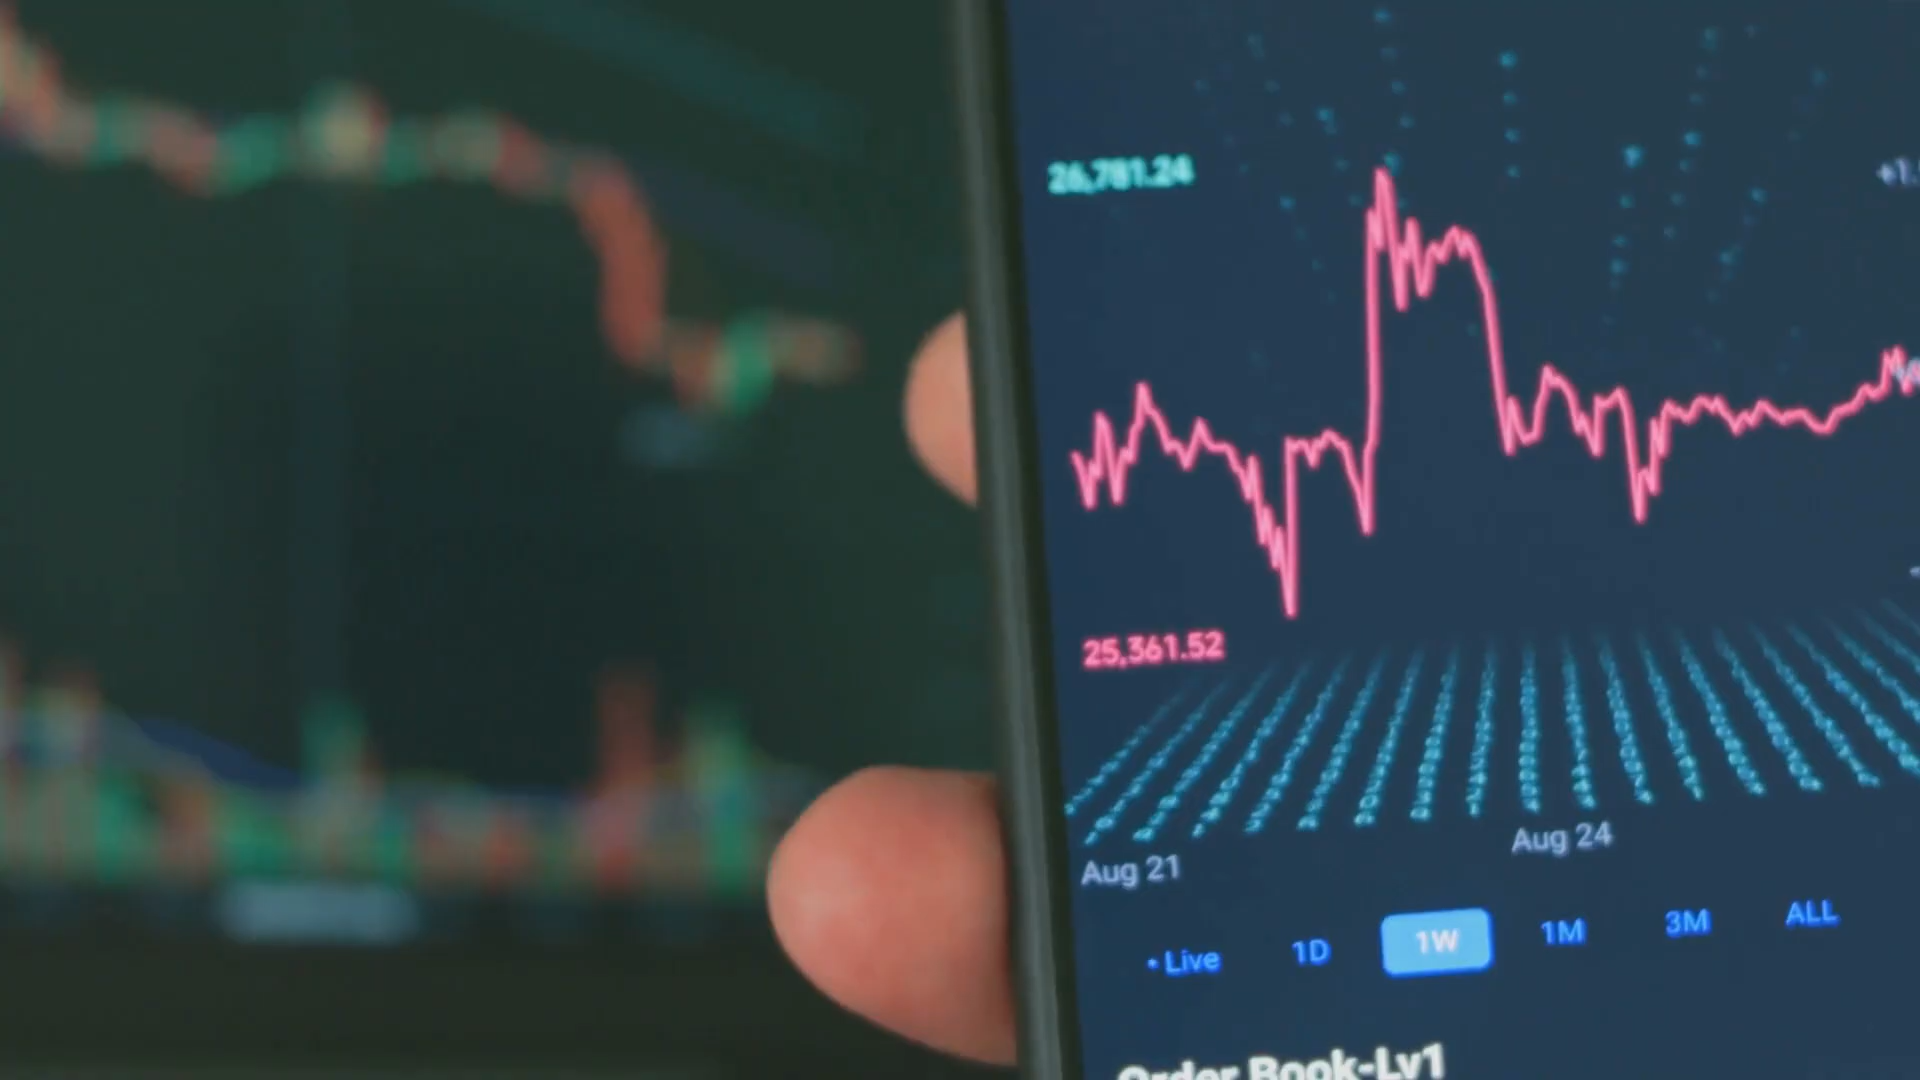 26,781.24
25,361.52
Aug 21
Aug 24
• Live 1D 1W 1M 3M ALL
Order Book-Lv1